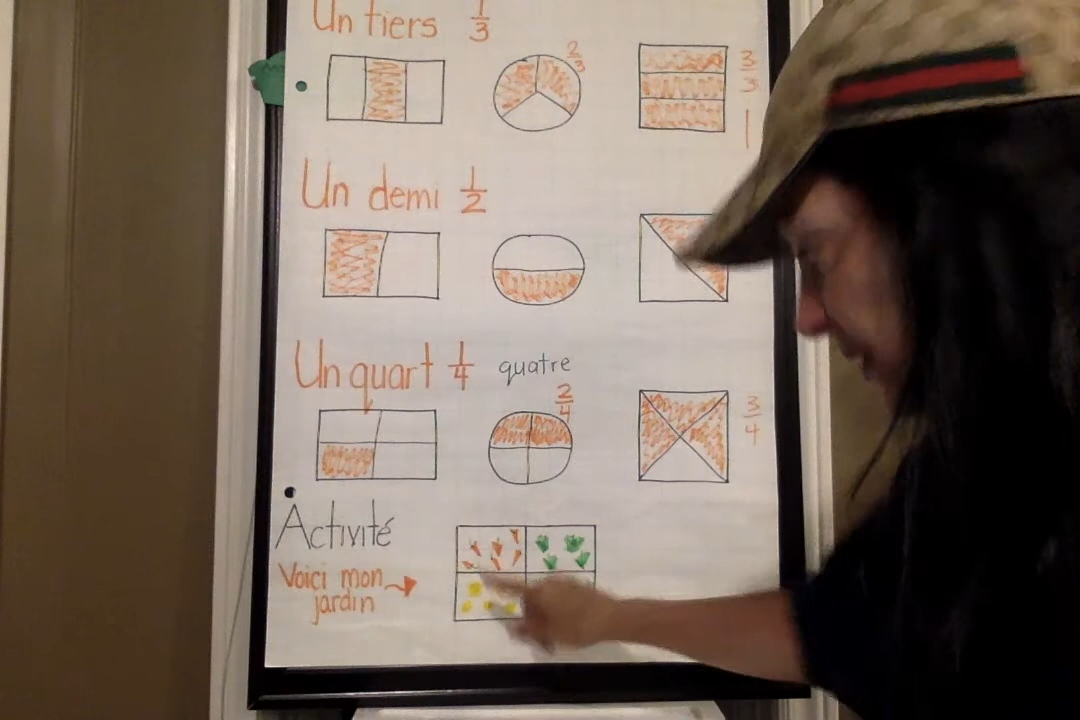 Un tiers 1/3
2/3
3/3
1
Un demi 1/2
Un quart 1/4 quatre
2/4
3/4
Activité
Voici mon
jardin